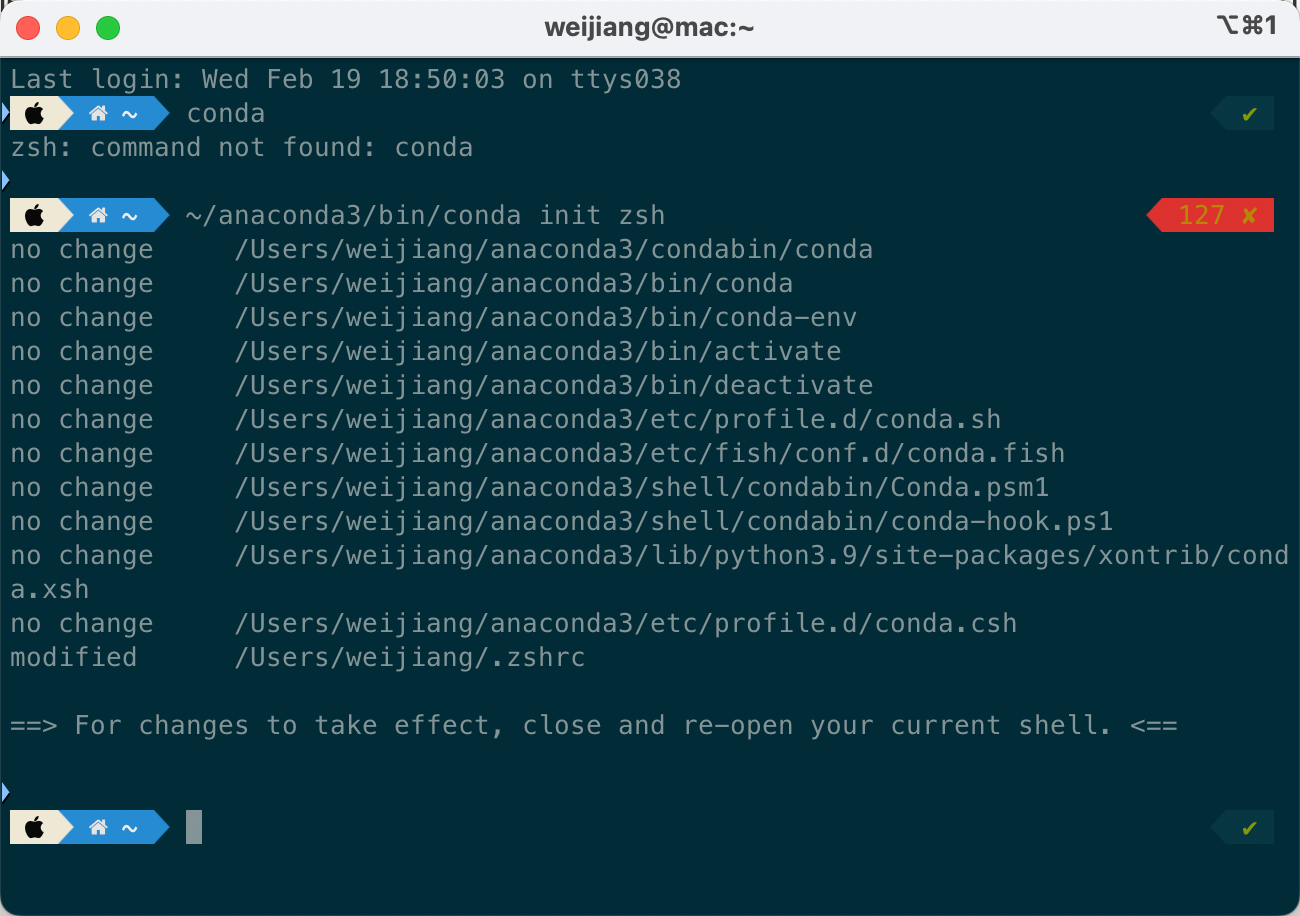 weijiang@mac:~
⌥⌘1
Last login: Wed Feb 19 18:50:03 on ttys038
~ conda ✔
zsh: command not found: conda
~ ~/anaconda3/bin/conda init zsh 127 ✘
no change     /Users/weijiang/anaconda3/condabin/conda
no change     /Users/weijiang/anaconda3/bin/conda
no change     /Users/weijiang/anaconda3/bin/conda-env
no change     /Users/weijiang/anaconda3/bin/activate
no change     /Users/weijiang/anaconda3/bin/deactivate
no change     /Users/weijiang/anaconda3/etc/profile.d/conda.sh
no change     /Users/weijiang/anaconda3/etc/fish/conf.d/conda.fish
no change     /Users/weijiang/anaconda3/shell/condabin/Conda.psm1
no change     /Users/weijiang/anaconda3/shell/condabin/conda-hook.ps1
no change     /Users/weijiang/anaconda3/lib/python3.9/site-packages/xontrib/cond
a.xsh
no change     /Users/weijiang/anaconda3/etc/profile.d/conda.csh
modified      /Users/weijiang/.zshrc
==> For changes to take effect, close and re-open your current shell. <==
~ ✔